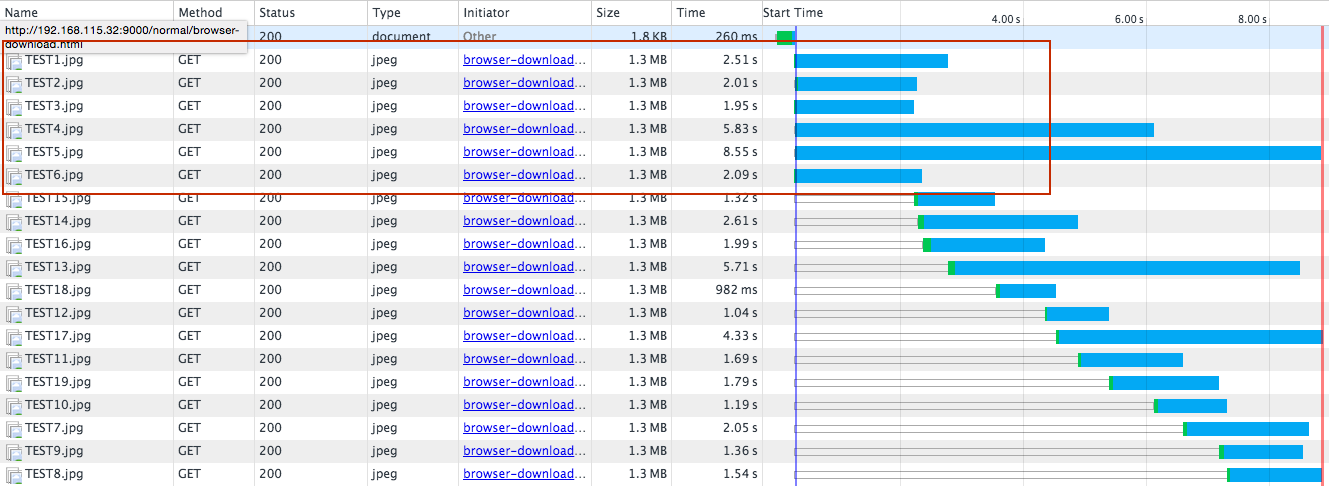 Name Method Status Type Initiator Size Time Start Time 4.00 s 6.00 s 8.00 s
http://192.168.115.32:9000/normal/browser-
download.html 200 document Other 1.8 KB 260 ms
TEST1.jpg GET 200 jpeg browser-download... 1.3 MB 2.51 s
TEST2.jpg GET 200 jpeg browser-download... 1.3 MB 2.01 s
TEST3.jpg GET 200 jpeg browser-download... 1.3 MB 1.95 s
TEST4.jpg GET 200 jpeg browser-download... 1.3 MB 5.83 s
TEST5.jpg GET 200 jpeg browser-download... 1.3 MB 8.55 s
TEST6.jpg GET 200 jpeg browser-download... 1.3 MB 2.09 s
TEST15.jpg GET 200 jpeg browser-download... 1.3 MB 1.32 s
TEST14.jpg GET 200 jpeg browser-download... 1.3 MB 2.61 s
TEST16.jpg GET 200 jpeg browser-download... 1.3 MB 1.99 s
TEST13.jpg GET 200 jpeg browser-download... 1.3 MB 5.71 s
TEST18.jpg GET 200 jpeg browser-download... 1.3 MB 982 ms
TEST12.jpg GET 200 jpeg browser-download... 1.3 MB 1.04 s
TEST17.jpg GET 200 jpeg browser-download... 1.3 MB 4.33 s
TEST11.jpg GET 200 jpeg browser-download... 1.3 MB 1.69 s
TEST19.jpg GET 200 jpeg browser-download... 1.3 MB 1.79 s
TEST10.jpg GET 200 jpeg browser-download... 1.3 MB 1.19 s
TEST7.jpg GET 200 jpeg browser-download... 1.3 MB 2.05 s
TEST9.jpg GET 200 jpeg browser-download... 1.3 MB 1.36 s
TEST8.jpg GET 200 jpeg browser-download... 1.3 MB 1.54 s